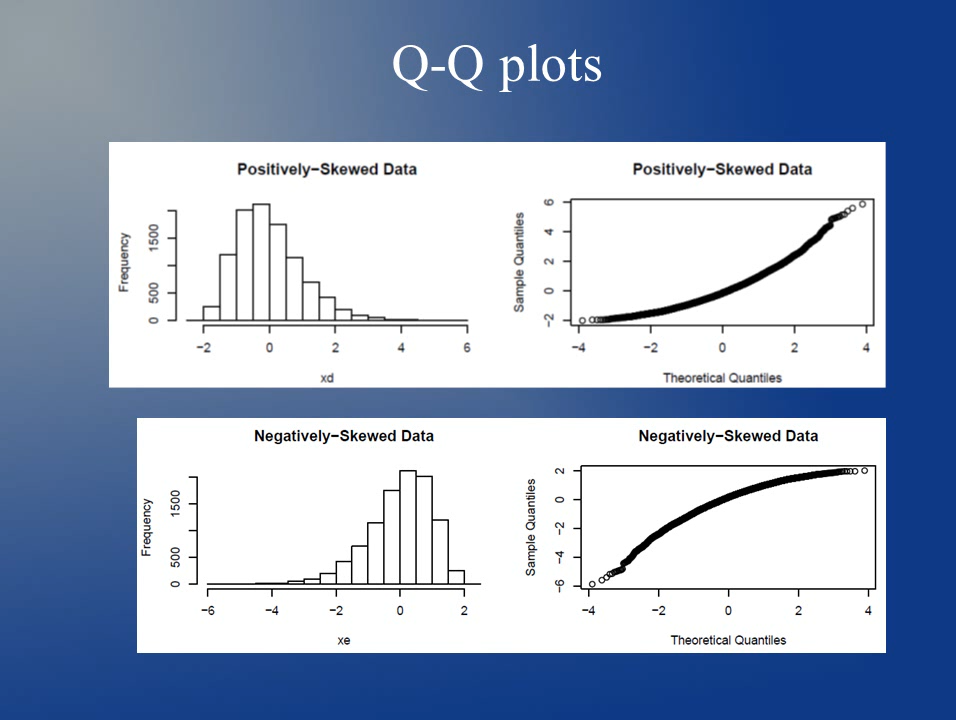 Q-Q plots
Positively−Skewed Data
Frequency
1500
500
0
−2 0 2 4 6
xd
Positively−Skewed Data
Sample Quantiles
6
4
2
0
−2
−4 −2 0 2 4
Theoretical Quantiles
Negatively−Skewed Data
Frequency
1500
500
0
−6 −4 −2 0 2
xe
Negatively−Skewed Data
Sample Quantiles
2
0
−2
−4
−6
−4 −2 0 2 4
Theoretical Quantiles